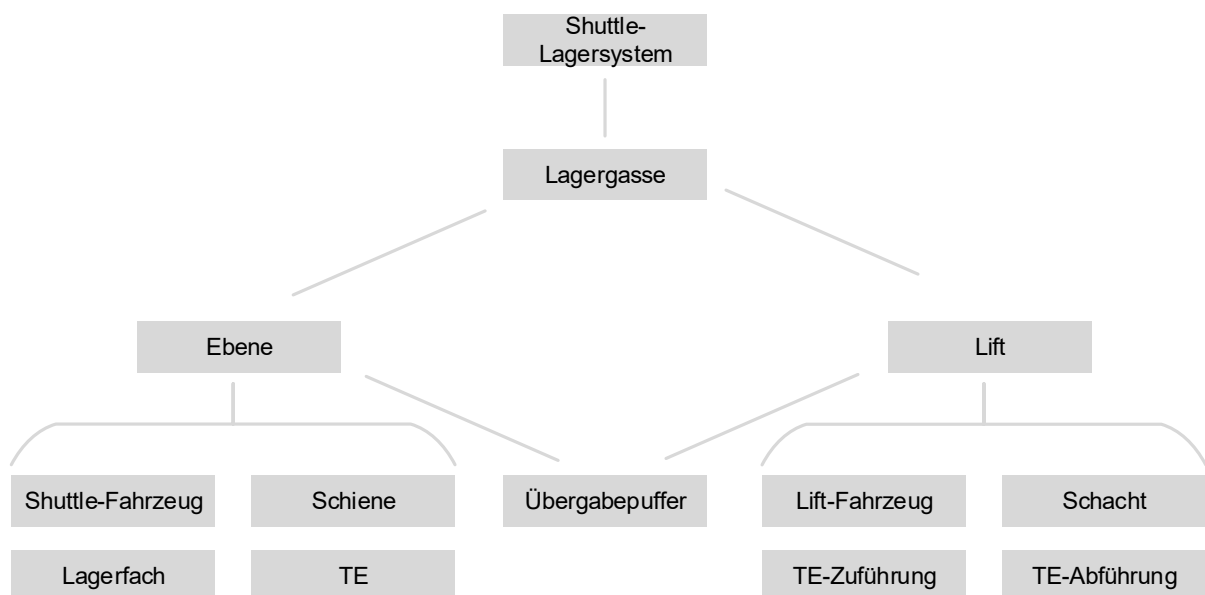 Shuttle-
Lagersystem
Lagergasse
Ebene
Lift
Shuttle-Fahrzeug
Schiene
Übergabepuffer
Lift-Fahrzeug
Schacht
Lagerfach
TE
TE-Zuführung
TE-Abführung